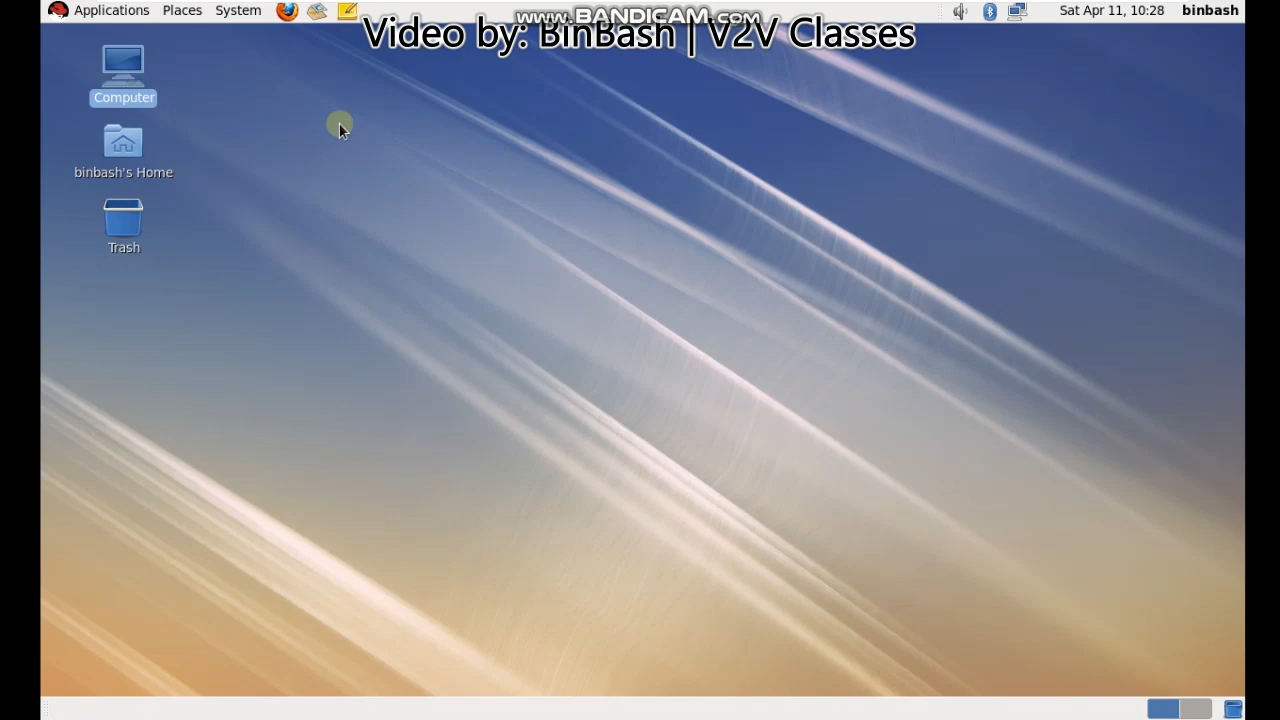 Applications Places System www.BANDICAM.com Sat Apr 11, 10:28 binbash
Video by: BinBash | V2V Classes
Computer
binbash's Home
Trash